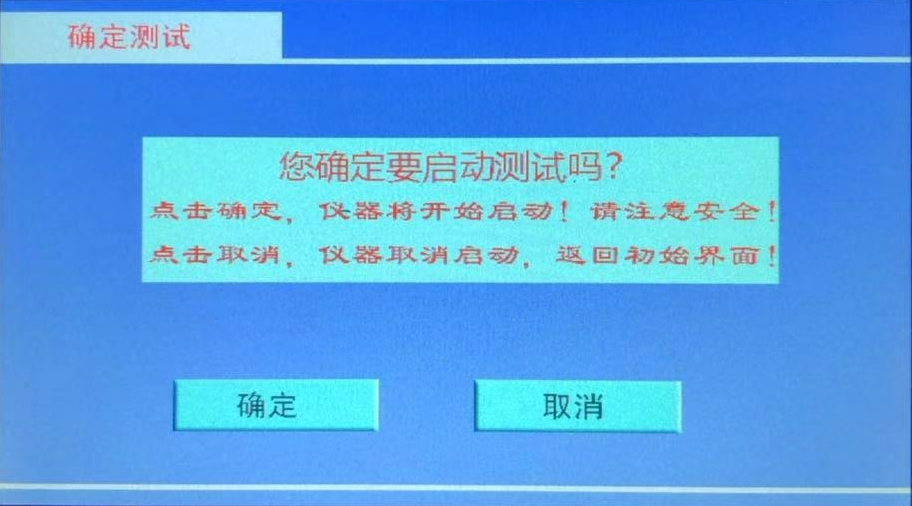 确定测试
您确定要启动测试吗？
点击确定，仪器将开始启动！请注意安全！
点击取消，仪器取消启动，返回初始界面！
确定
取消